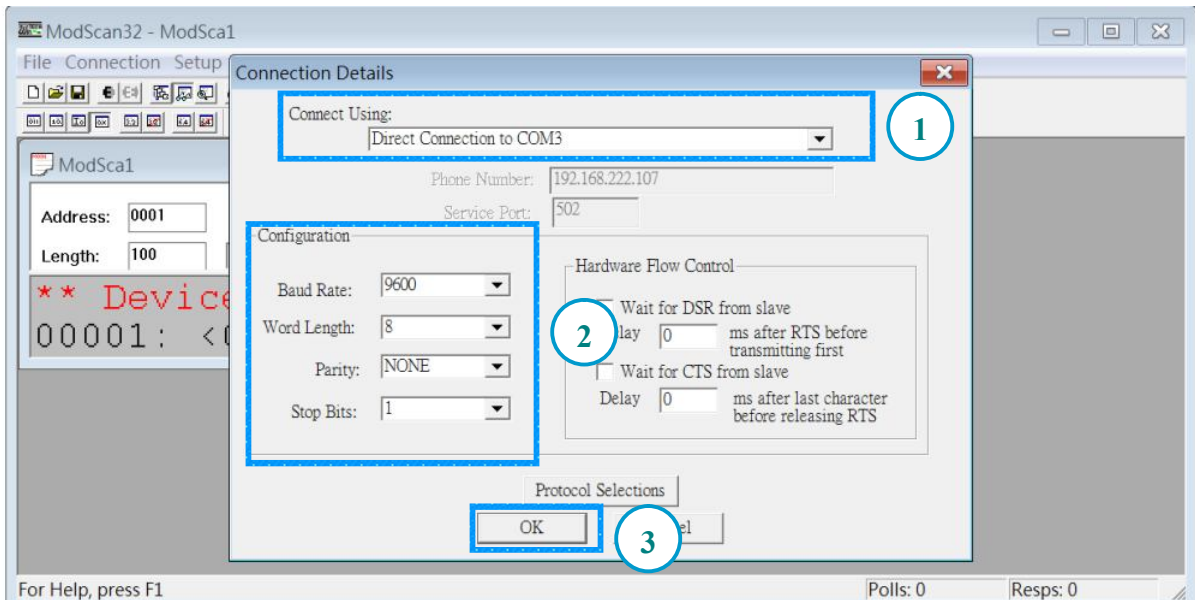 ModScan32 - ModSca1
File Connection Setup
Connection Details
Connect Using:
Direct Connection to COM3
1
Phone Number: 192.168.222.107
Service Port: 502
ModSca1
Address: 0001
Length: 100
** Device
00001:
Configuration
Baud Rate: 9600
Word Length: 8
Parity: NONE
Stop Bits: 1
2
Hardware Flow Control
Wait for DSR from slave
lay 0 ms after RTS before
transmitting first
Wait for CTS from slave
Delay 0 ms after last character
before releasing RTS
Protocol Selections
OK
3
el
For Help, press F1
Polls: 0
Resps: 0